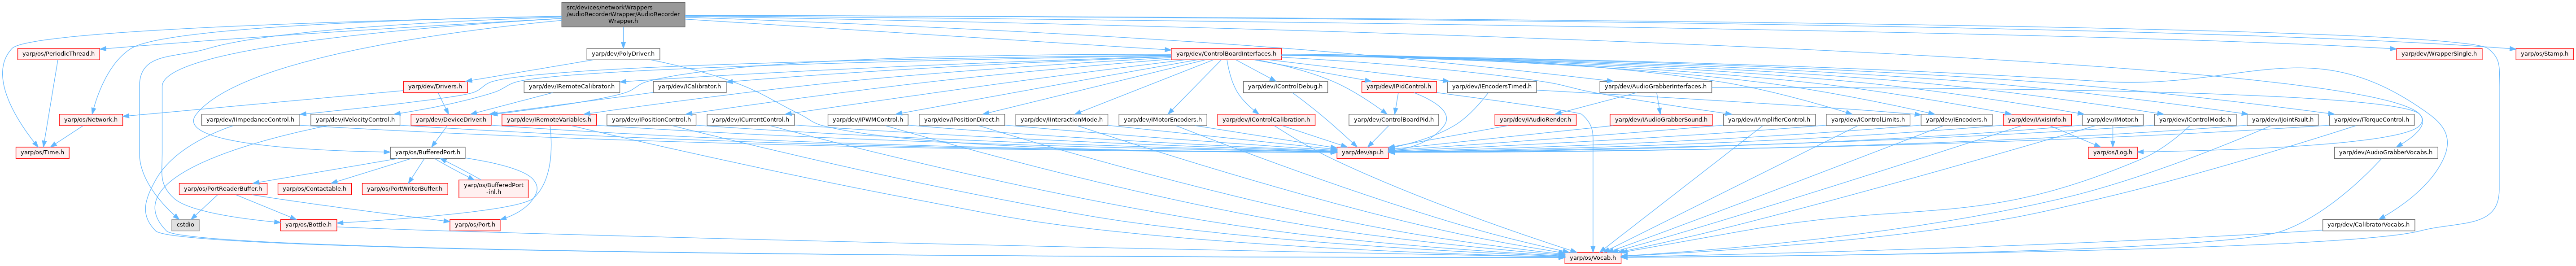 src/devices/networkWrappers
/audioRecorderWrapper/AudioRecorder
Wrapper.h
yarp/os/PeriodicThread.h
yarp/dev/PolyDriver.h
yarp/dev/ControlBoardInterfaces.h
yarp/dev/WrapperSingle.h
yarp/os/Stamp.h
yarp/dev/Drivers.h
yarp/dev/IRemoteCalibrator.h
yarp/dev/ICalibrator.h
yarp/dev/IControlDebug.h
yarp/dev/IPidControl.h
yarp/dev/IEncodersTimed.h
yarp/dev/AudioGrabberInterfaces.h
yarp/os/Network.h
yarp/dev/IImpedanceControl.h
yarp/dev/IVelocityControl.h
yarp/dev/DeviceDriver.h
yarp/dev/IRemoteVariables.h
yarp/dev/IPositionControl.h
yarp/dev/ICurrentControl.h
yarp/dev/IPWMControl.h
yarp/dev/IPositionDirect.h
yarp/dev/IInteractionMode.h
yarp/dev/IMotorEncoders.h
yarp/dev/IControlCalibration.h
yarp/dev/ControlBoardPid.h
yarp/dev/IAudioRender.h
yarp/dev/IAudioGrabberSound.h
yarp/dev/IAmplifierControl.h
yarp/dev/IControlLimits.h
yarp/dev/IEncoders.h
yarp/dev/IAxisInfo.h
yarp/dev/IMotor.h
yarp/dev/IControlMode.h
yarp/dev/IJointFault.h
yarp/dev/ITorqueControl.h
yarp/os/Time.h
yarp/os/BufferedPort.h
yarp/dev/api.h
yarp/os/Log.h
yarp/dev/AudioGrabberVocabs.h
yarp/os/PortReaderBuffer.h
yarp/os/Contactable.h
yarp/os/PortWriterBuffer.h
yarp/os/BufferedPort
-inl.h
cstdio
yarp/os/Bottle.h
yarp/os/Port.h
yarp/dev/CalibratorVocabs.h
yarp/os/Vocab.h